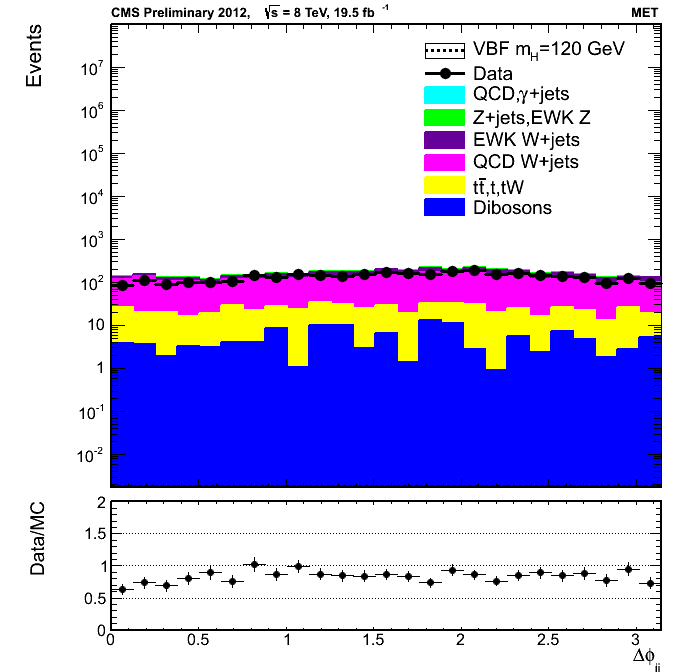 CMS Preliminary 2012, √s = 8 TeV, 19.5 fb⁻¹ MET
Events
VBF m_H=120 GeV
Data
QCD,γ+jets
Z+jets,EWK Z
EWK W+jets
QCD W+jets
tt̄,t,tW
Dibosons
10⁷
10⁶
10⁵
10⁴
10³
10²
10
1
10⁻¹
10⁻²
Data/MC
2
1.5
1
0.5
0
0 0.5 1 1.5 2 2.5 3
Δϕ_jj